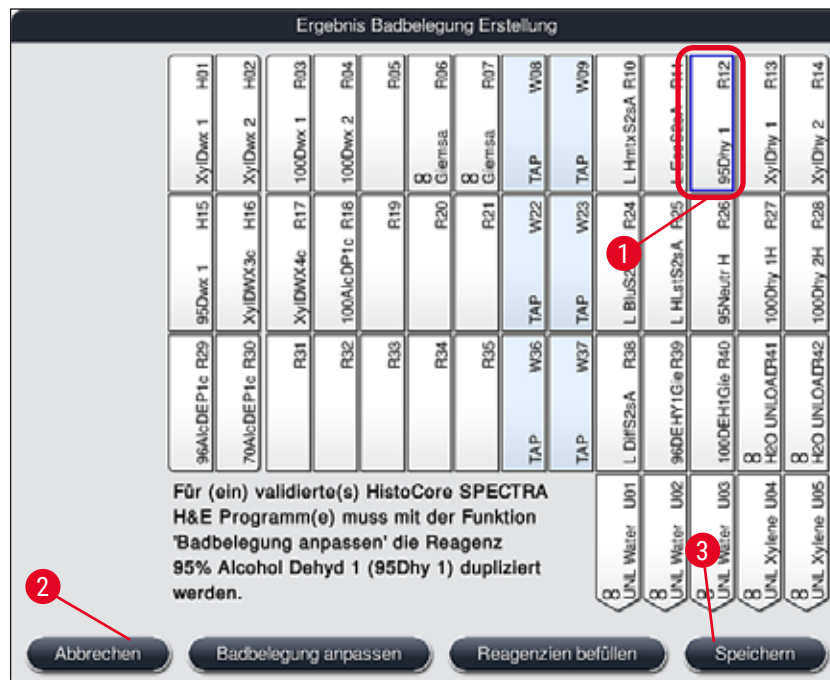 Ergebnis Badbelegung Erstellung
XylDwx 1 H01
XylDwx 2 H02
100Dwx 1 R03
100Dwx 2 R04
R05
∞ Giemsa R06
∞ Giemsa R07
TAP W08
TAP W09
L HmtxS2sA R10
L EosS2sA R11
95Dhy 1 R12
XylDhy 1 R13
XylDhy 2 R14
95Dwx 1 H15
XylDWX3c H16
XylDWX4c R17
100AlcDP1c R18
R19
R20
R21
TAP W22
TAP W23
L BluS2 R24
L HLstS2sA R25
95Neutr H R26
100Dhy 1H R27
100Dhy 2H R28
1
96AlcDEP1c R29
70AlcDEP1c R30
R31
R32
R33
R34
R35
TAP W36
TAP W37
L DiffS2sA R38
96DEHY1Gie R39
100DEH1Gie R40
∞ H2O UNLOAD R41
∞ H2O UNLOAD R42
∞ UNL Water U01
∞ UNL Water U02
∞ UNL Water U03
∞ UNL Xylene U04
∞ UNL Xylene U05
Für (ein) validierte(s) HistoCore SPECTRA
H&E Programm(e) muss mit der Funktion
'Badbelegung anpassen' die Reagenz
95% Alcohol Dehyd 1 (95Dhy 1) dupliziert
werden.
2
3
Abbrechen
Badbelegung anpassen
Reagenzien befüllen
Speichern